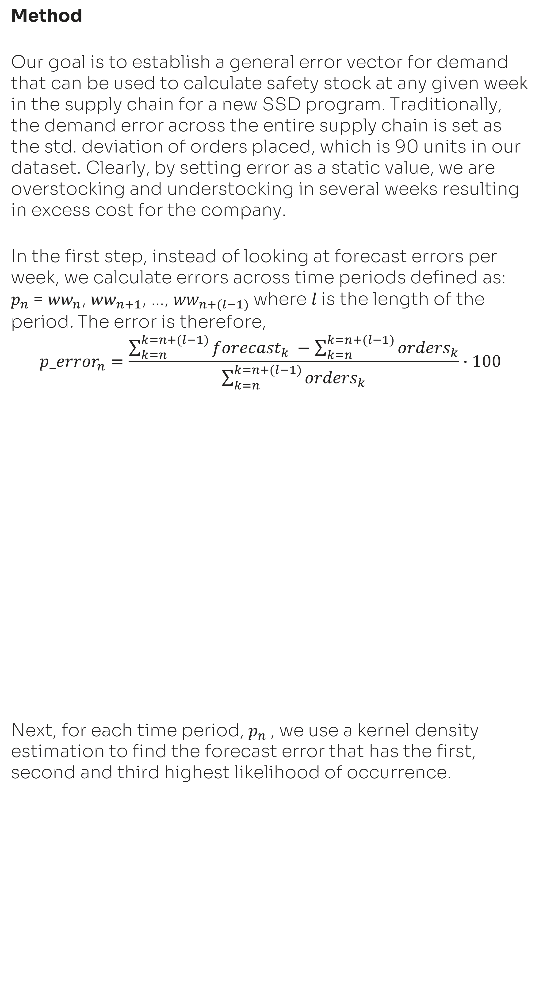 Method
Our goal is to establish a general error vector for demand
that can be used to calculate safety stock at any given week
in the supply chain for a new SSD program. Traditionally,
the demand error across the entire supply chain is set as
the std. deviation of orders placed, which is 90 units in our
dataset. Clearly, by setting error as a static value, we are
overstocking and understocking in several weeks resulting
in excess cost for the company.
In the first step, instead of looking at forecast errors per
week, we calculate errors across time periods defined as:
$p_n$ = $ww_n$, $ww_{n+1}$, ..., $ww_{n+(l-1)}$ where $l$ is the length of the
period. The error is therefore,
$p\_error_n = \frac{\sum_{k=n}^{k=n+(l-1)} forecast_k - \sum_{k=n}^{k=n+(l-1)} orders_k}{\sum_{k=n}^{k=n+(l-1)} orders_k} \cdot 100$
Next, for each time period, $p_n$ , we use a kernel density
estimation to find the forecast error that has the first,
second and third highest likelihood of occurrence.